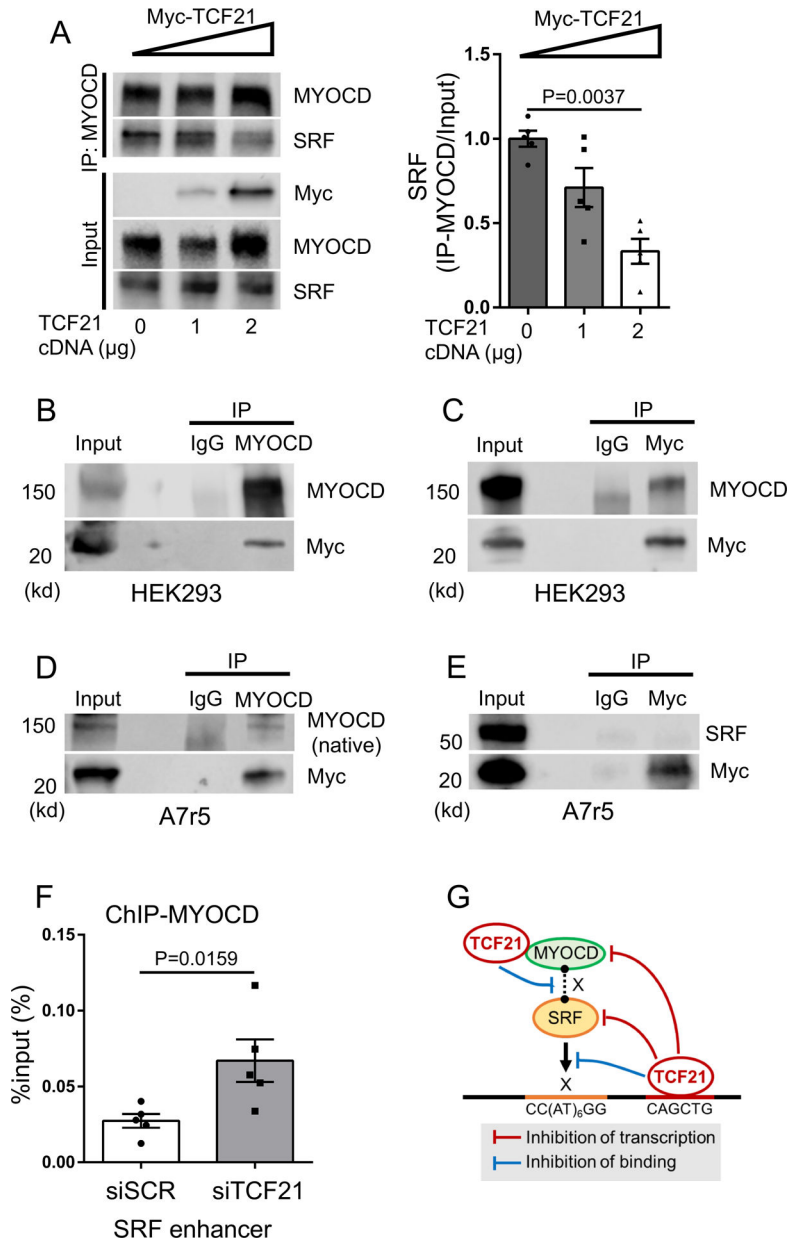 A
Myc-TCF21
IP: MYOCD
MYOCD
SRF
Input
Myc
MYOCD
SRF
TCF21 0 1 2
cDNA (µg)
Myc-TCF21
SRF
(IP-MYOCD/Input)
1.5
1.0
0.5
0.0
P=0.0037
TCF21 0 1 2
cDNA (µg)
B
IP
Input IgG MYOCD
150 MYOCD
20 Myc
(kd) HEK293
C
IP
Input IgG Myc
150 MYOCD
20 Myc
(kd) HEK293
D
IP
Input IgG MYOCD
150 MYOCD
(native)
20 Myc
(kd) A7r5
E
IP
Input IgG Myc
50 SRF
20 Myc
(kd) A7r5
F
ChIP-MYOCD
%input (%)
0.15
0.10
0.05
0.00
P=0.0159
siSCR siTCF21
SRF enhancer
G
TCF21 MYOCD
X
SRF
TCF21
X
CC(AT)₆GG CAGCTG
Inhibition of transcription
Inhibition of binding